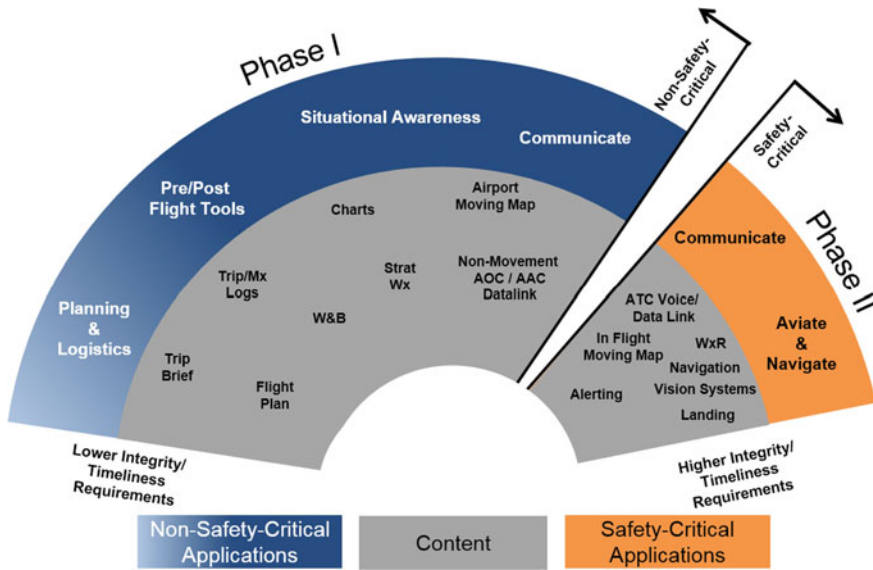 Phase I
Non-Safety-
Critical
Safety-
Critical
Phase II
Situational Awareness
Communicate
Pre/Post
Flight Tools
Planning
&
Logistics
Communicate
Aviate
&
Navigate
Charts
Airport
Moving Map
Trip/Mx
Logs
Strat
Wx
Non-Movement
AOC / AAC
Datalink
W&B
Trip
Brief
Flight
Plan
ATC Voice/
Data Link
In Flight
Moving Map
WxR
Navigation
Alerting
Vision Systems
Landing
Lower Integrity/
Timeliness
Requirements
Higher Integrity/
Timeliness
Requirements
Non-Safety-Critical
Applications
Content
Safety-Critical
Applications